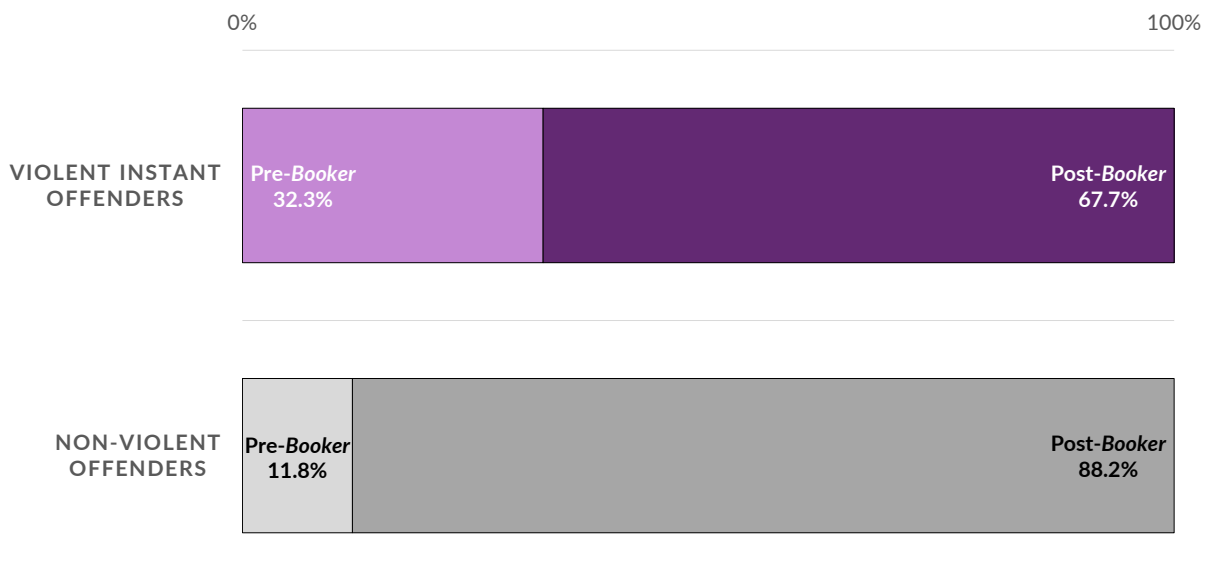 0% 100%
VIOLENT INSTANT
OFFENDERS
Pre-Booker
32.3%
Post-Booker
67.7%
NON-VIOLENT
OFFENDERS
Pre-Booker
11.8%
Post-Booker
88.2%